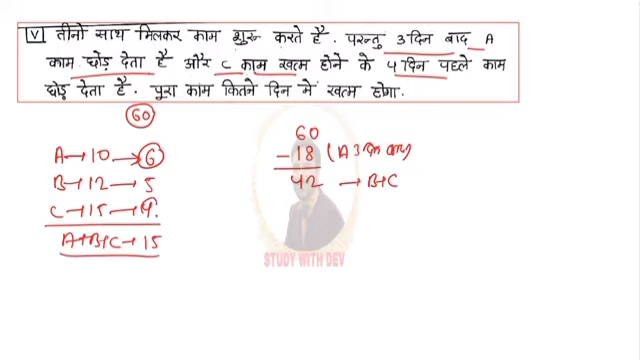 V तीनो साथ मिलकर काम शुरू करते है. परन्तु 3 दिन बाद A
काम छोड़ देता है और C काम खत्म होने के 4 दिन पहले काम
छोड़ देता है. पूरा काम कितने दिन मे खत्म होगा.
60
A → 10 → 6
B → 12 → 5
C → 15 → 4
A+B+C → 15
60
- 18 (A 3 दिन काम)
42 → B+C
STUDY WITH DEV